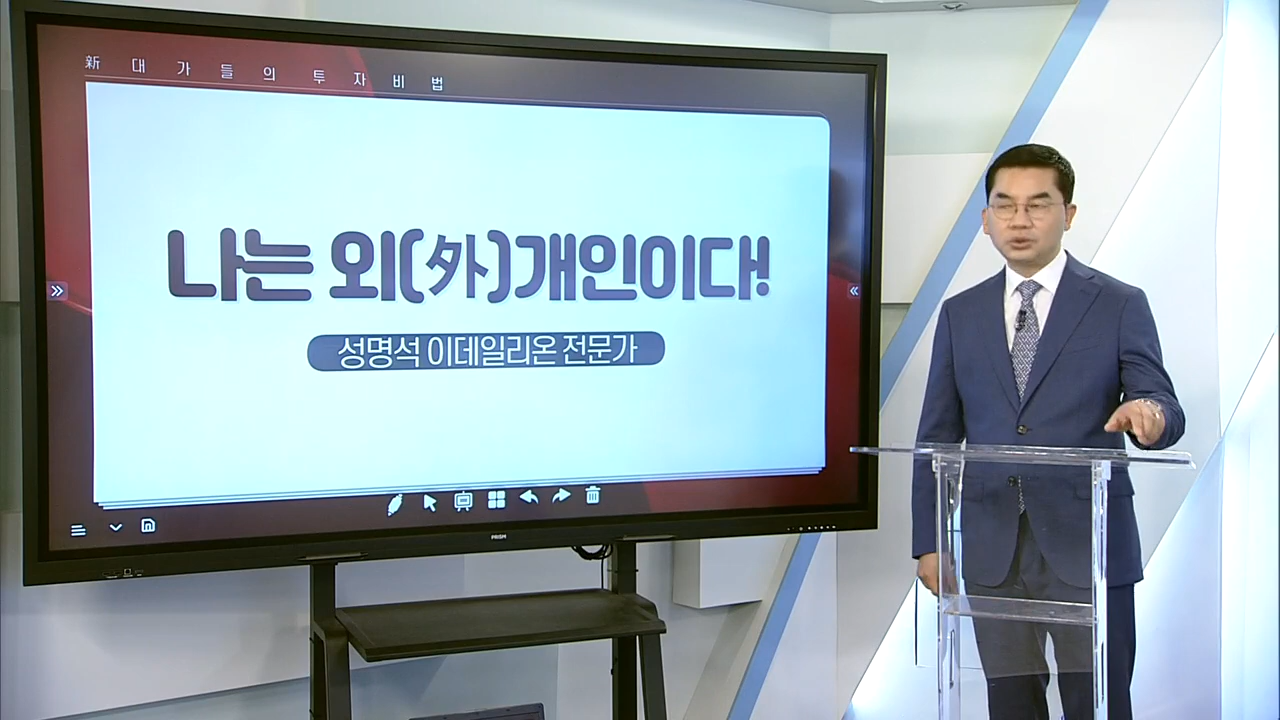 新 대 가 들 의 투 자 비 법
나는 외(外)개인이다!
성명석 이데일리온 전문가
PRISM